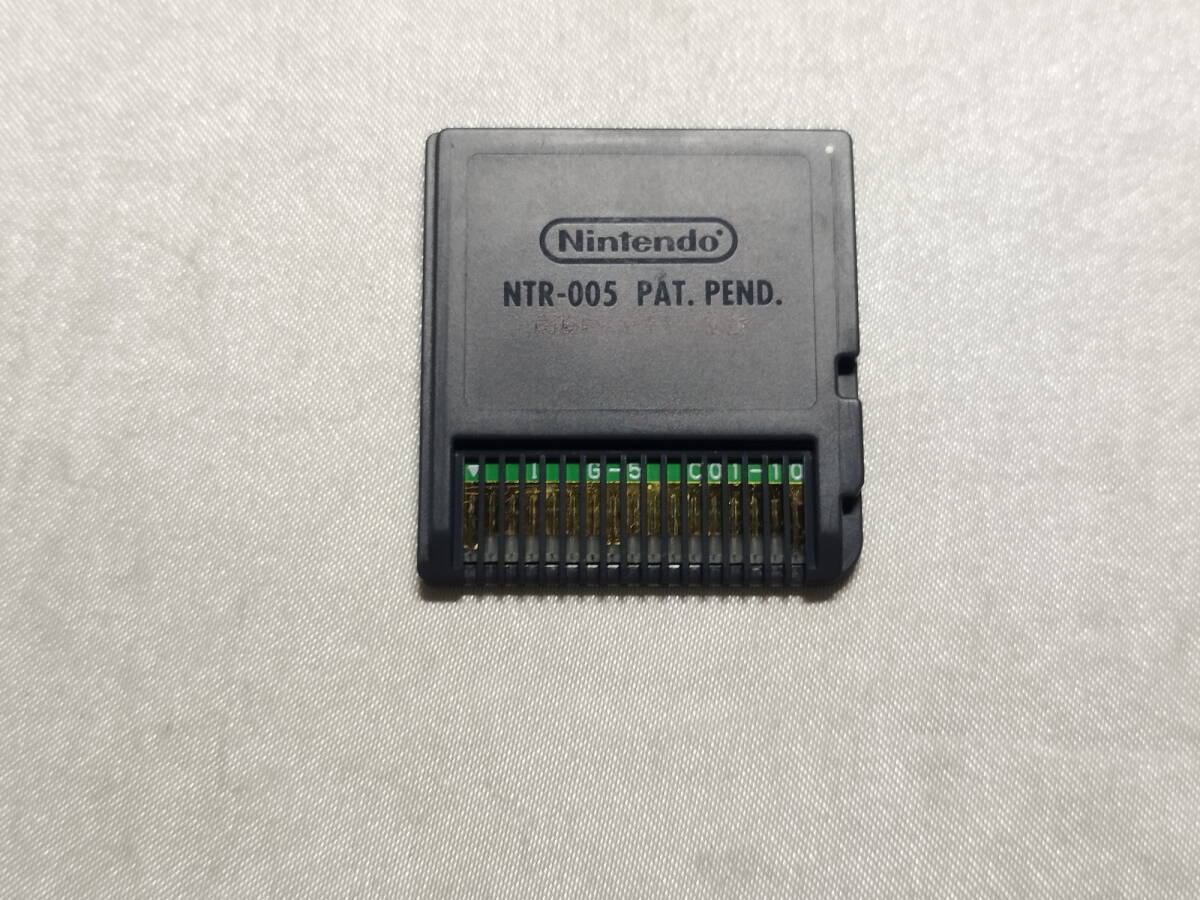 Nintendo
NTR-005 PAT. PEND.
I G-5 C01-10